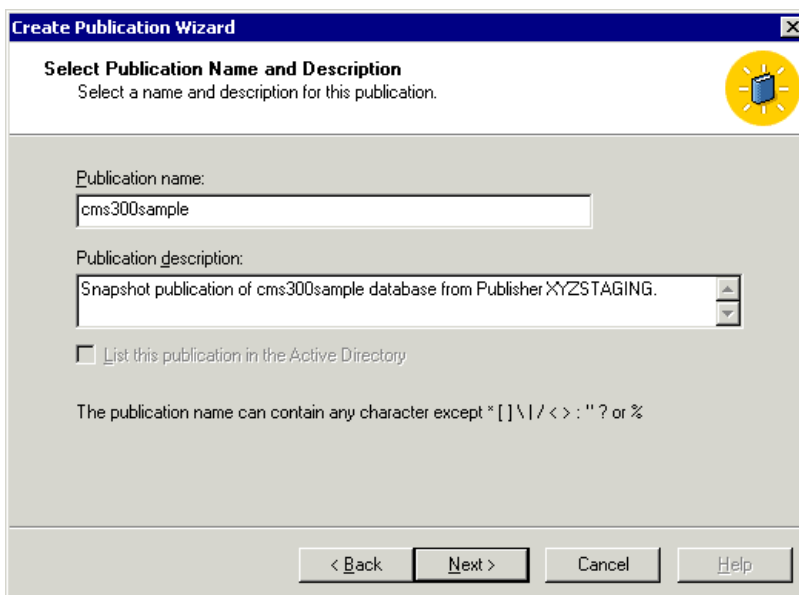 Create Publication Wizard
Select Publication Name and Description
Select a name and description for this publication.
Publication name:
cms300sample
Publication description:
Snapshot publication of cms300sample database from Publisher XYZSTAGING.
List this publication in the Active Directory
The publication name can contain any character except * [ ] \ | / < > : " ? or %
< Back
Next >
Cancel
Help